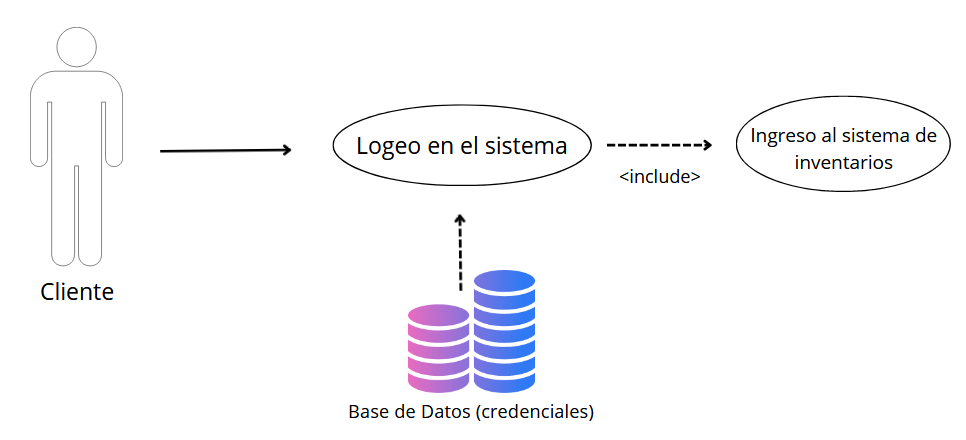 Logeo en el sistema
Ingreso al sistema de
inventarios
<include>
Cliente
Base de Datos (credenciales)